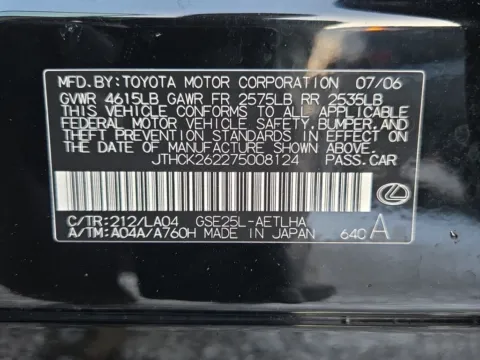 MFD.BY: TOYOTA MOTOR CORPORATION 07/06
GVWR 4615LB GAWR FR 2575LB RR 2535LB
THIS VEHICLE CONFORMS TO ALL APPLICABLE
FEDERAL MOTOR VEHICLE SAFETY, BUMPER, AND
THEFT PREVENTION STANDARDS IN EFFECT ON
THE DATE OF MANUFACTURE SHOWN ABOVE.
JTHCK262275008124 PASS.CAR
C/TR: 212/LA04 GSE25L-AETLHA
A/TM: A04A/A760H MADE IN JAPAN 640 A